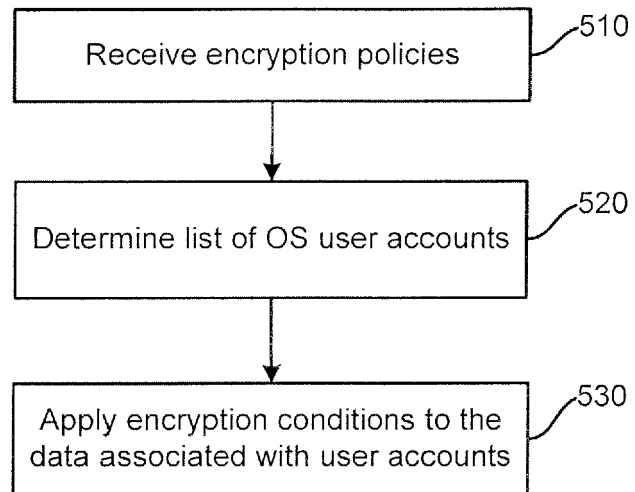 Receive encryption policies
510
Determine list of OS user accounts
520
Apply encryption conditions to the
data associated with user accounts
530